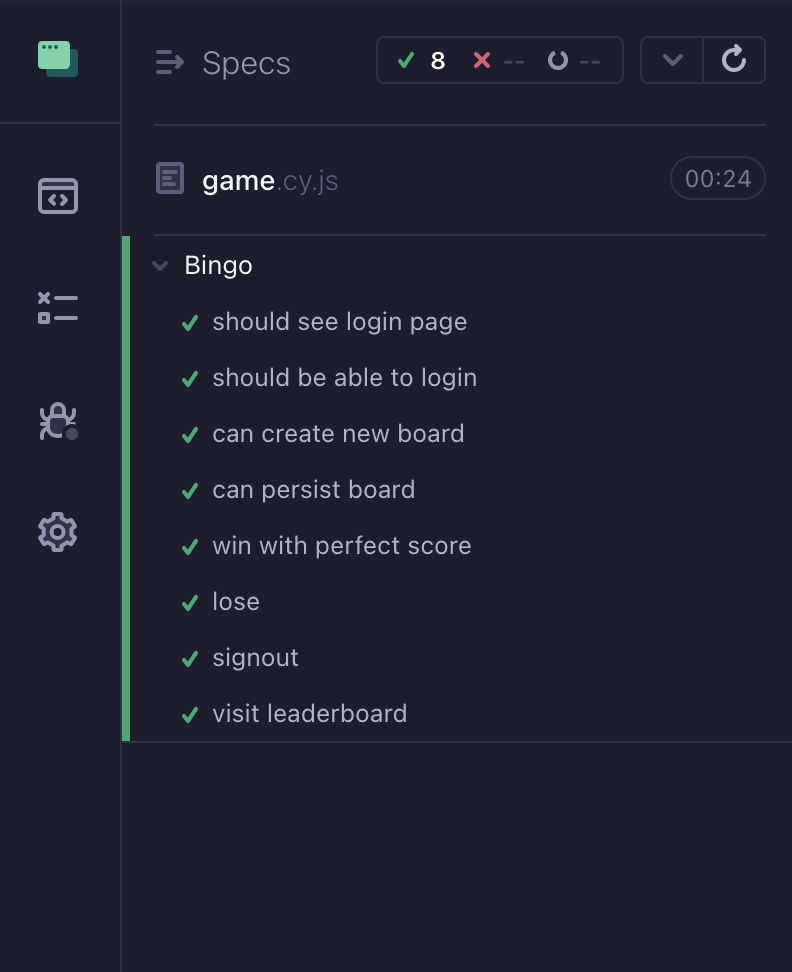 Specs
8 -- --
game.cy.js
00:24
Bingo
should see login page
should be able to login
can create new board
can persist board
win with perfect score
lose
signout
visit leaderboard